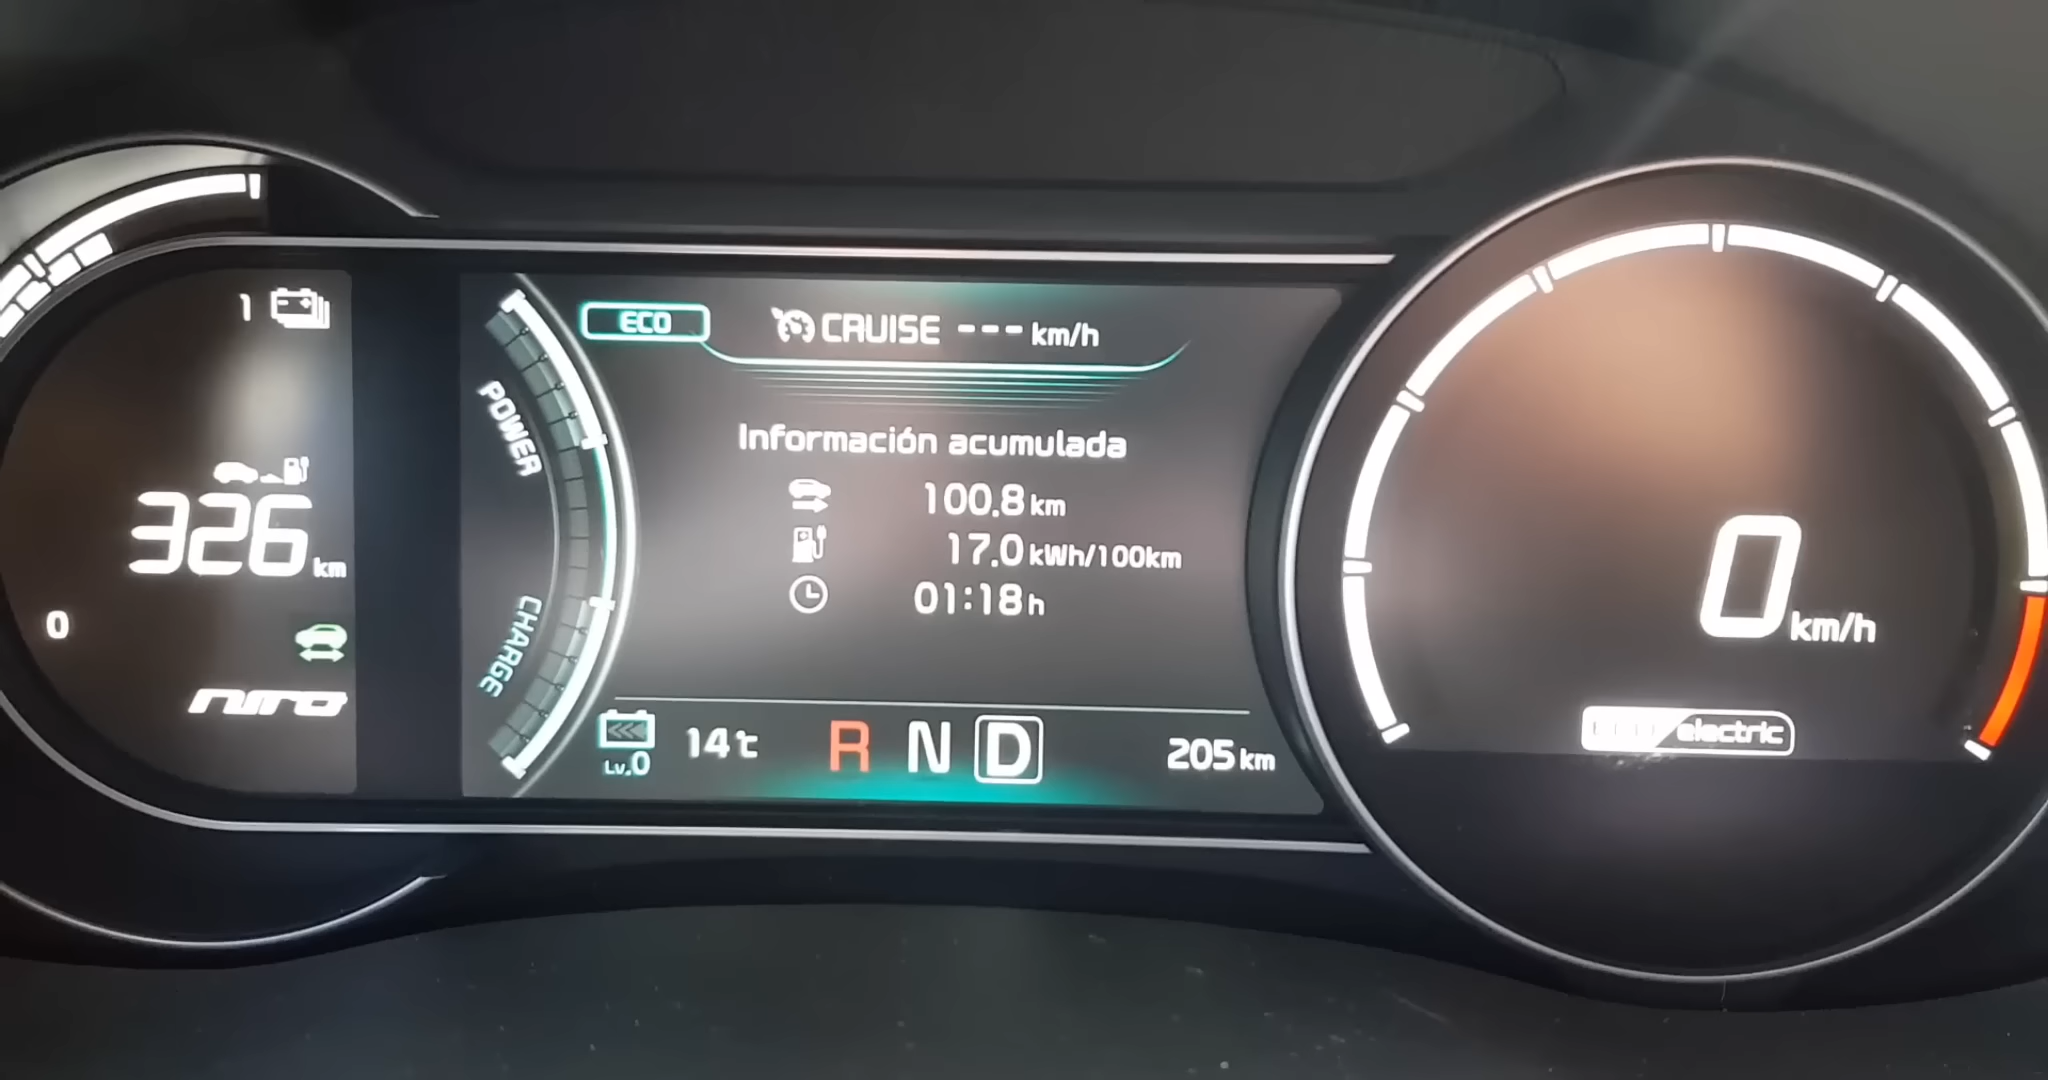 1
326 km
0
niro
POWER
CHARGE
ECO
CRUISE --- km/h
Información acumulada
100.8 km
17.0 kWh/100km
01:18 h
Lv.0
14℃
R N D
205 km
0 km/h
electric